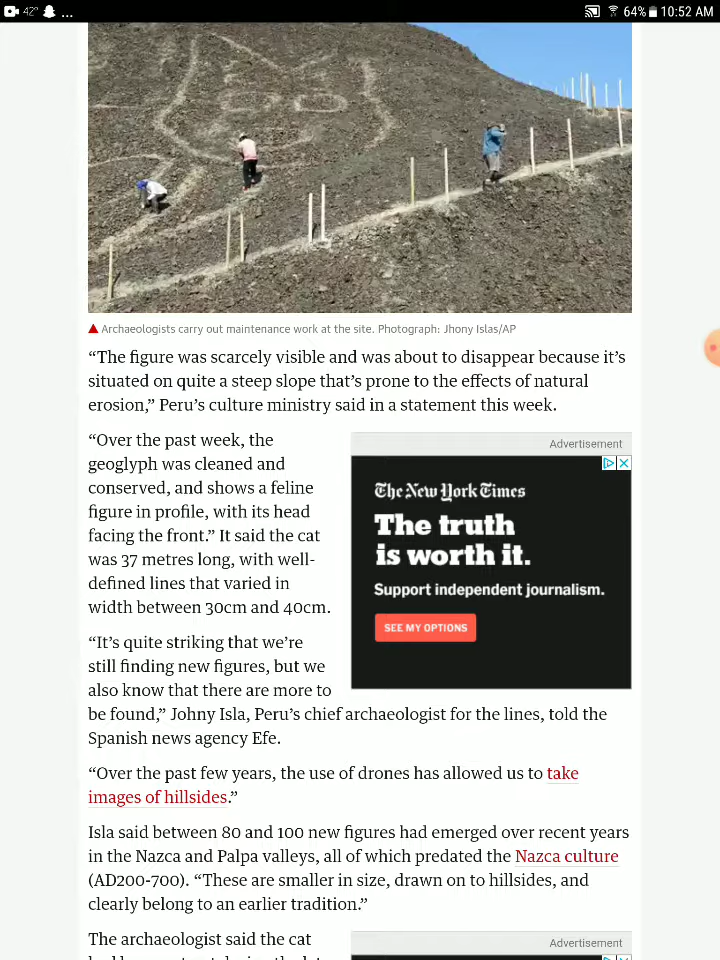 42° ...
64% 10:52 AM
Archaeologists carry out maintenance work at the site. Photograph: Jhony Islas/AP
“The figure was scarcely visible and was about to disappear because it’s
situated on quite a steep slope that’s prone to the effects of natural
erosion,” Peru’s culture ministry said in a statement this week.
“Over the past week, the
geoglyph was cleaned and
conserved, and shows a feline
figure in profile, with its head
facing the front.” It said the cat
was 37 metres long, with well-
defined lines that varied in
width between 30cm and 40cm.
Advertisement
The New York Times
The truth
is worth it.
Support independent journalism.
SEE MY OPTIONS
“It’s quite striking that we’re
still finding new figures, but we
also know that there are more to
be found,” Johny Isla, Peru’s chief archaeologist for the lines, told the
Spanish news agency Efe.
“Over the past few years, the use of drones has allowed us to take
images of hillsides.”
Isla said between 80 and 100 new figures had emerged over recent years
in the Nazca and Palpa valleys, all of which predated the Nazca culture
(AD200-700). “These are smaller in size, drawn on to hillsides, and
clearly belong to an earlier tradition.”
The archaeologist said the cat
Advertisement